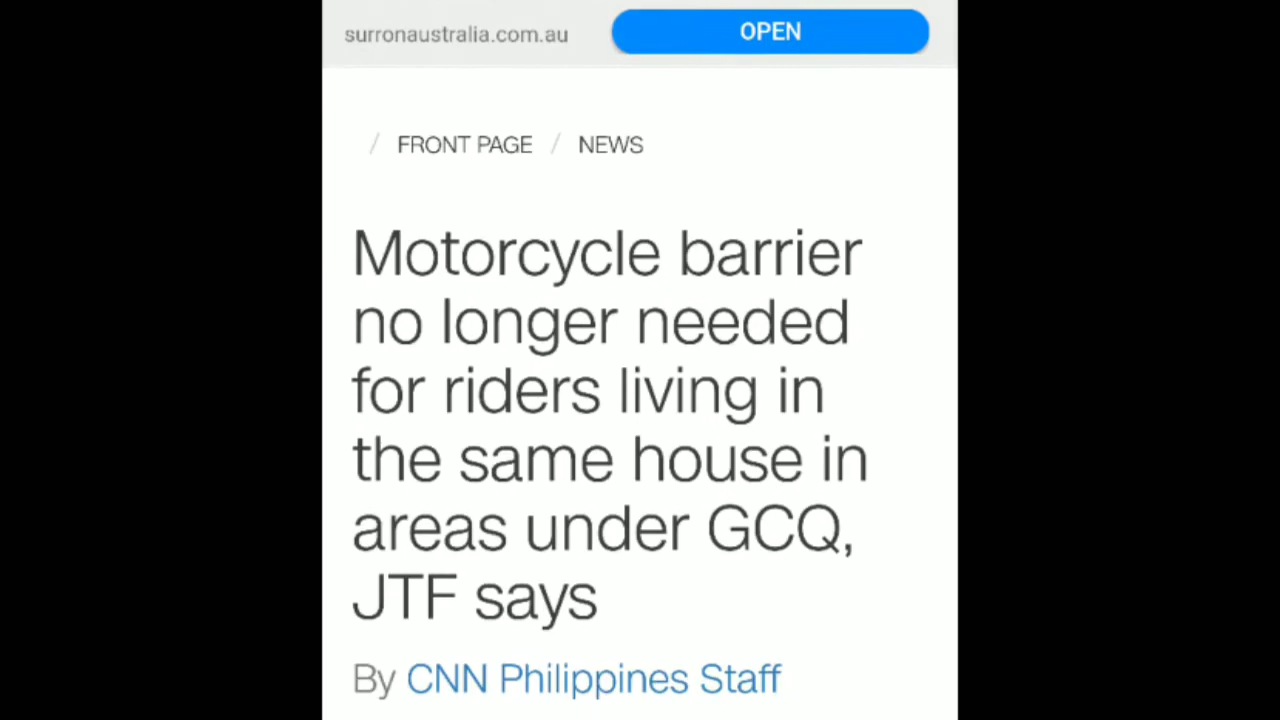 surronaustralia.com.au OPEN
/ FRONT PAGE / NEWS
Motorcycle barrier
no longer needed
for riders living in
the same house in
areas under GCQ,
JTF says
By CNN Philippines Staff